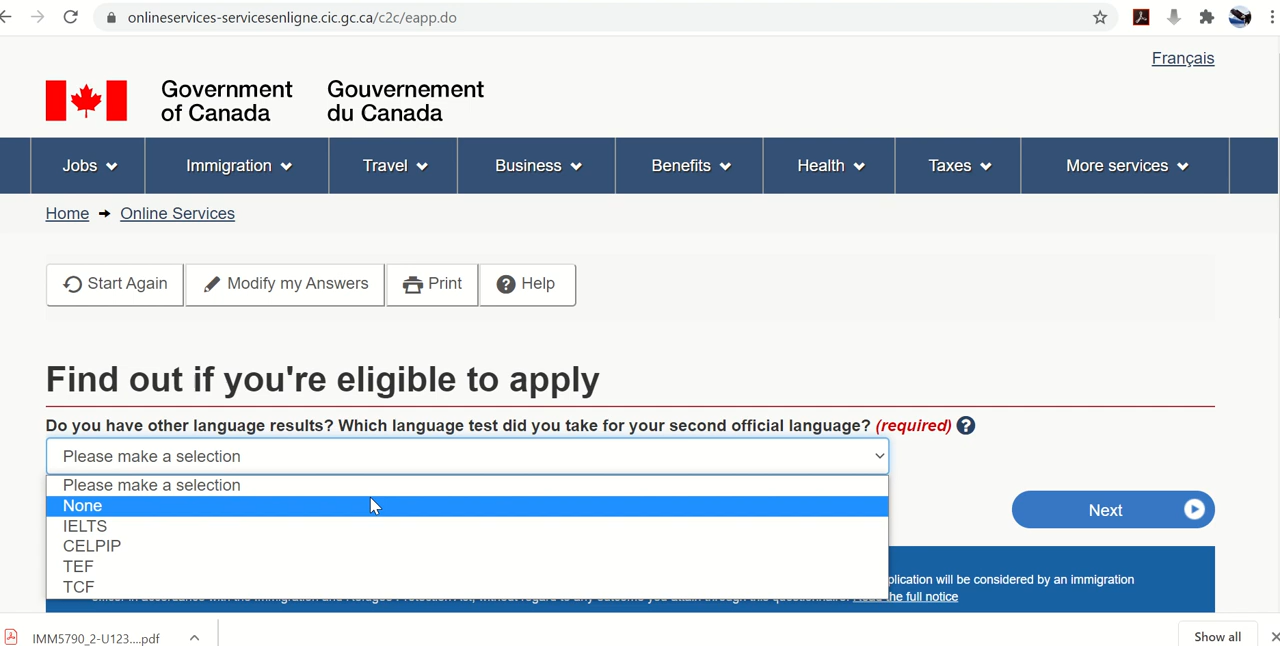 onlineservices-servicesenligne.cic.gc.ca/c2c/eapp.do
Français
Government Gouvernement
of Canada du Canada
Jobs Immigration Travel Business Benefits Health Taxes More services
Home Online Services
Start Again Modify my Answers Print Help
Find out if you're eligible to apply
Do you have other language results? Which language test did you take for your second official language? (required)
Please make a selection
Please make a selection
None
IELTS
CELPIP
TEF
TCF
Next
plication will be considered by an immigration
the full notice
IMM5790_2-U123....pdf
Show all